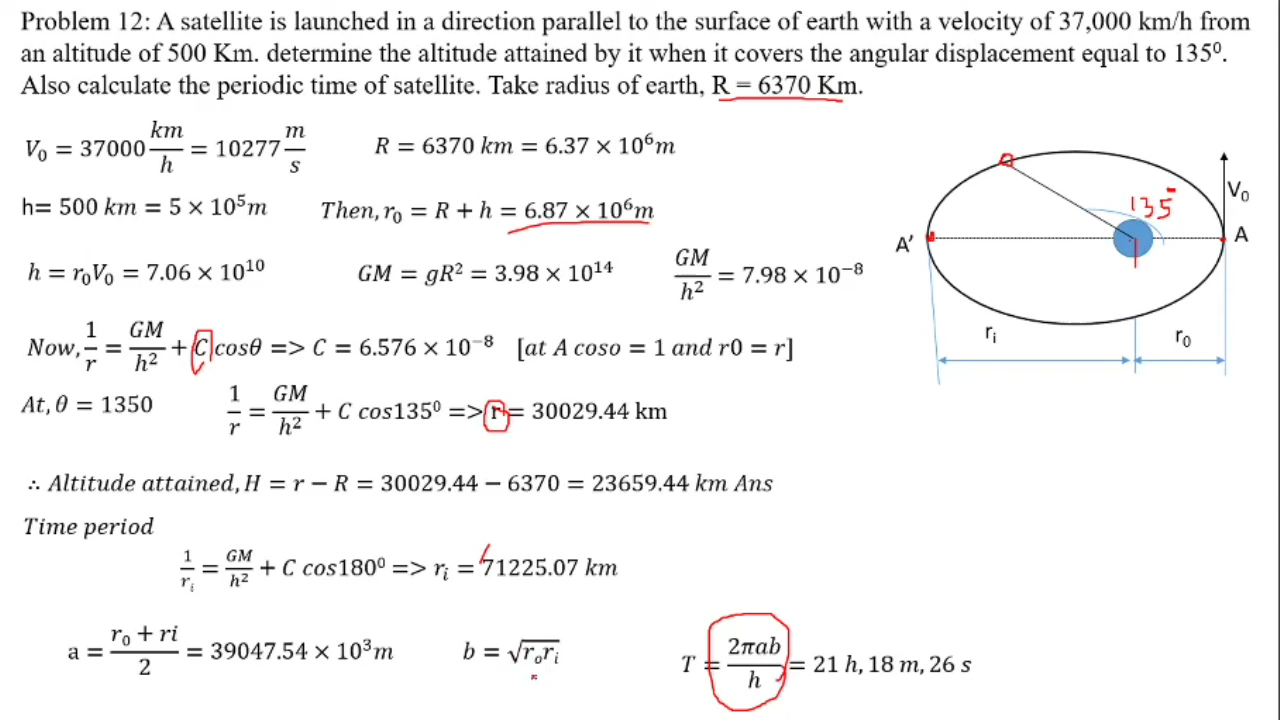 Problem 12: A satellite is launched in a direction parallel to the surface of earth with a velocity of 37,000 km/h from
an altitude of 500 Km. determine the altitude attained by it when it covers the angular displacement equal to 135⁰.
Also calculate the periodic time of satellite. Take radius of earth, R = 6370 Km.
V₀ = 37000 km/h = 10277 m/s    R = 6370 km = 6.37 × 10⁶m
h= 500 km = 5 × 10⁵m    Then, r₀ = R + h = 6.87 × 10⁶m
h = r₀V₀ = 7.06 × 10¹⁰    GM = gR² = 3.98 × 10¹⁴    GM/h² = 7.98 × 10⁻⁸
Now, 1/r = GM/h² + C cosθ => C = 6.576 × 10⁻⁸   [at A coso = 1 and r0 = r]
At, θ = 1350    1/r = GM/h² + C cos135⁰ => r = 30029.44 km
∴ Altitude attained, H = r − R = 30029.44 − 6370 = 23659.44 km Ans
Time period
1/rᵢ = GM/h² + C cos180⁰ => rᵢ = 71225.07 km
a = (r₀ + ri)/2 = 39047.54 × 10³m    b = √(rₒrᵢ)    T = 2πab/h = 21 h, 18 m, 26 s
135°
V₀
A'
A
rᵢ
r₀